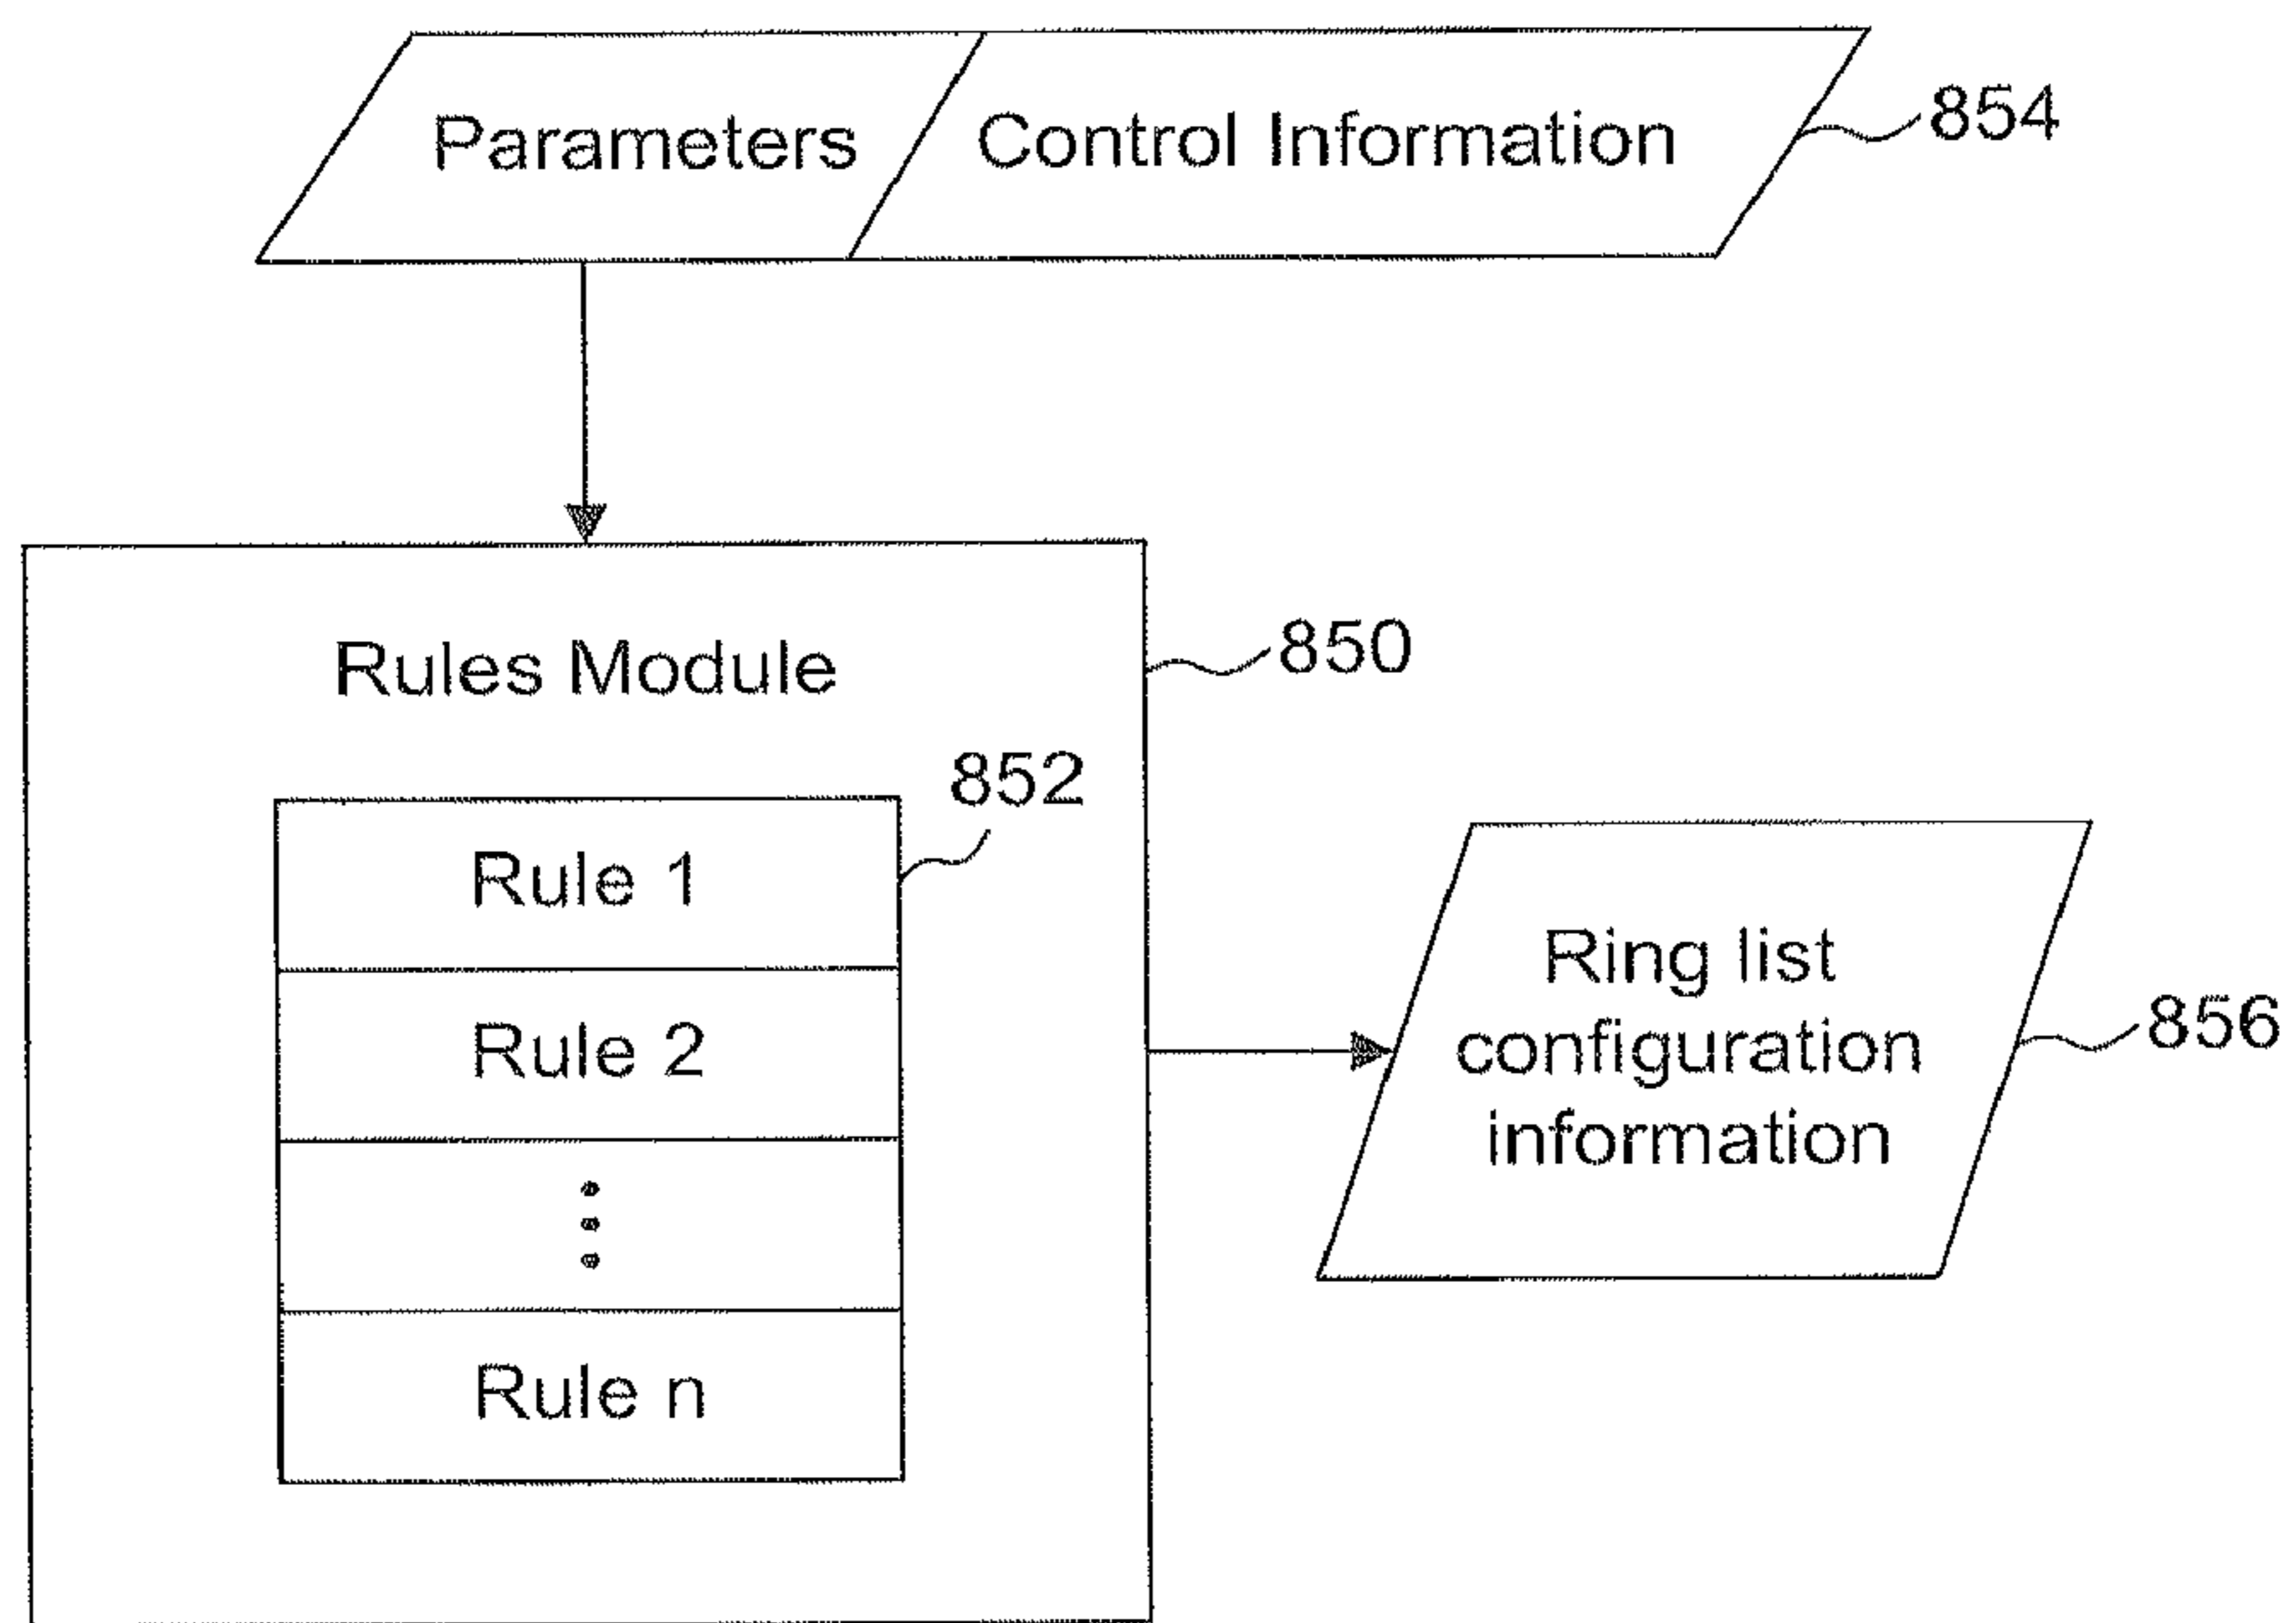 Parameters
Control Information
854
Rules Module
850
852
Rule 1
Rule 2
Rule n
Ring list
configuration
information
856